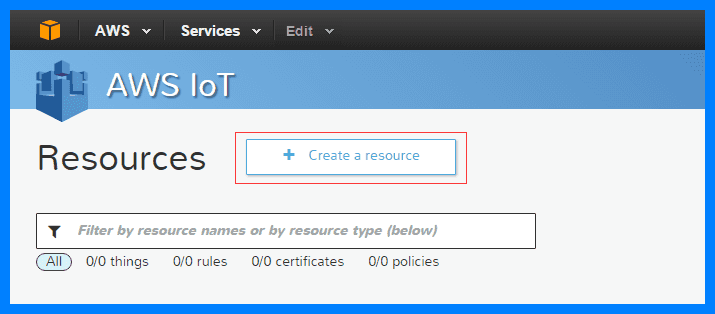 AWS Services Edit
AWS IoT
Resources + Create a resource
Filter by resource names or by resource type (below)
All 0/0 things 0/0 rules 0/0 certificates 0/0 policies